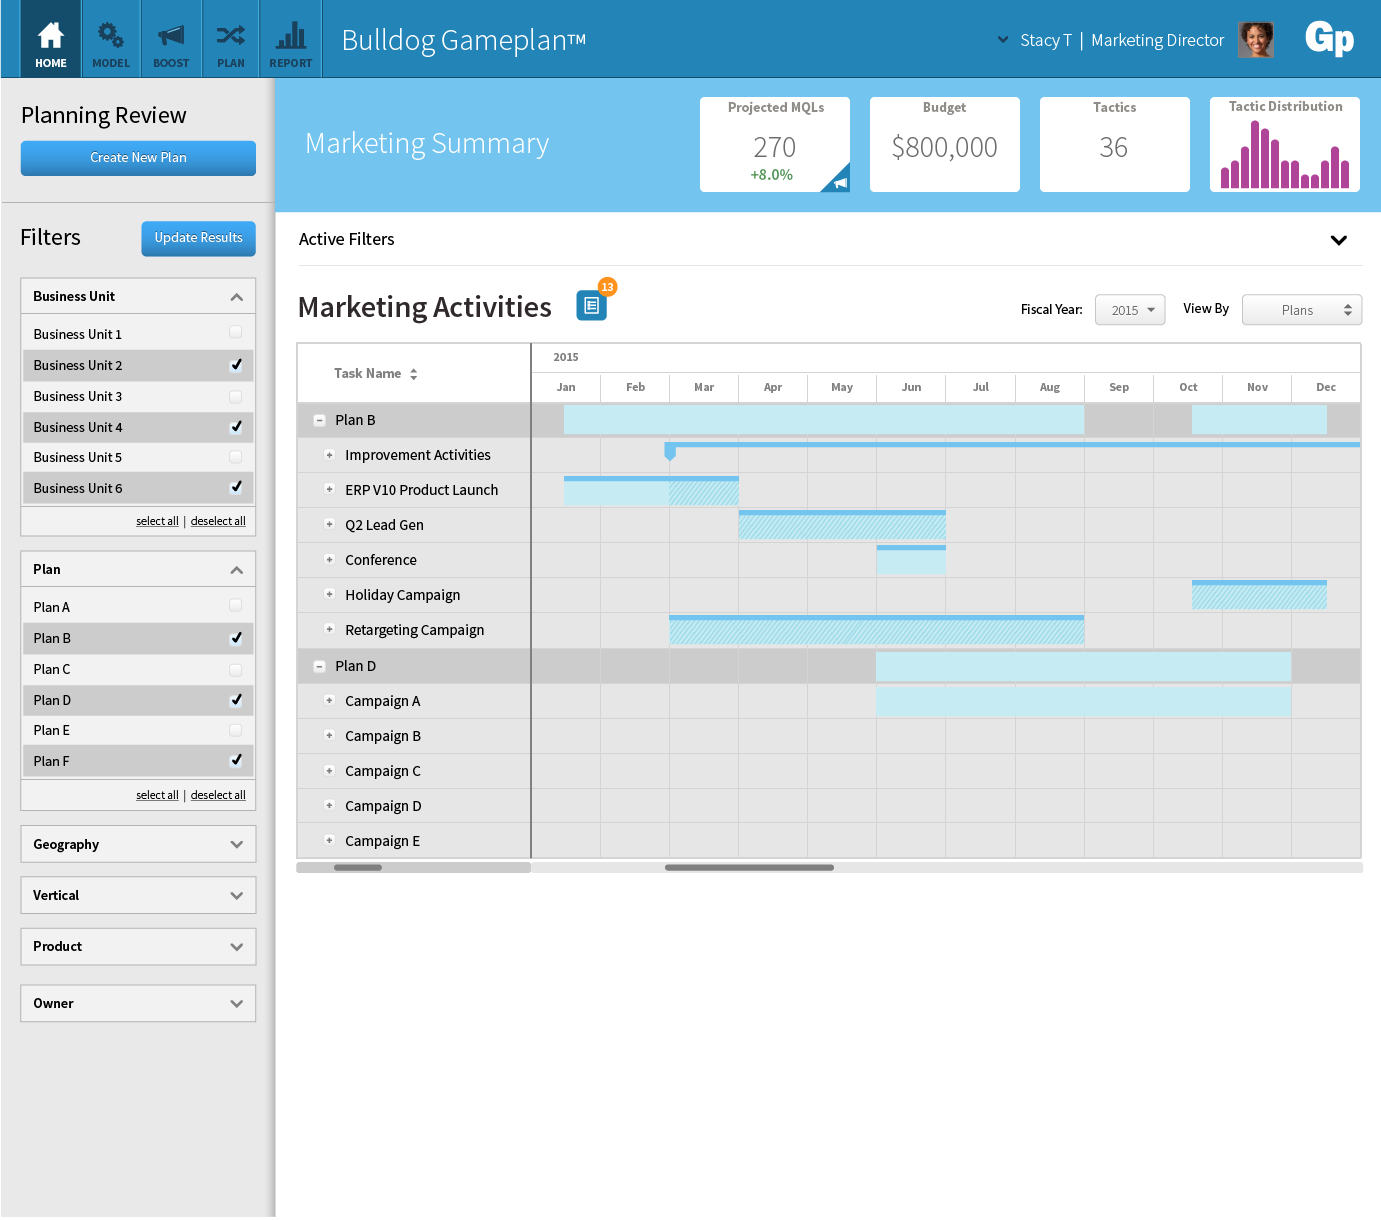 HOME
MODEL
BOOST
PLAN
REPORT
Bulldog Gameplan™
Stacy T | Marketing Director
Gp
Planning Review
Create New Plan
Filters
Update Results
Business Unit
Business Unit 1
Business Unit 2
Business Unit 3
Business Unit 4
Business Unit 5
Business Unit 6
select all | deselect all
Plan
Plan A
Plan B
Plan C
Plan D
Plan E
Plan F
select all | deselect all
Geography
Vertical
Product
Owner
Marketing Summary
Projected MQLs
270
+8.0%
Budget
$800,000
Tactics
36
Tactic Distribution
Active Filters
Marketing Activities
13
Fiscal Year:
2015
View By
Plans
Task Name
2015
Jan Feb Mar Apr May Jun Jul Aug Sep Oct Nov Dec
Plan B
Improvement Activities
ERP V10 Product Launch
Q2 Lead Gen
Conference
Holiday Campaign
Retargeting Campaign
Plan D
Campaign A
Campaign B
Campaign C
Campaign D
Campaign E